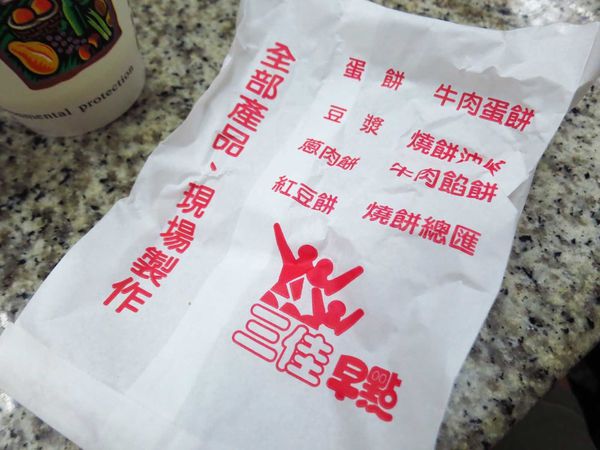 nmental protection
全部產品、現場製作
蛋餅 牛肉蛋餅
豆漿 燒餅油
蔥肉餅 牛肉餡餅
紅豆餅 燒餅總匯
三佳早點